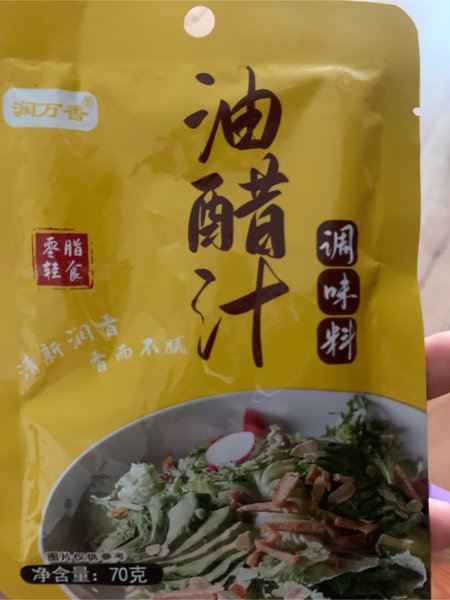 润万香®
油醋汁
调味料
零脂
轻食
清新润香
香而不腻
图片仅供参考
净含量：70克